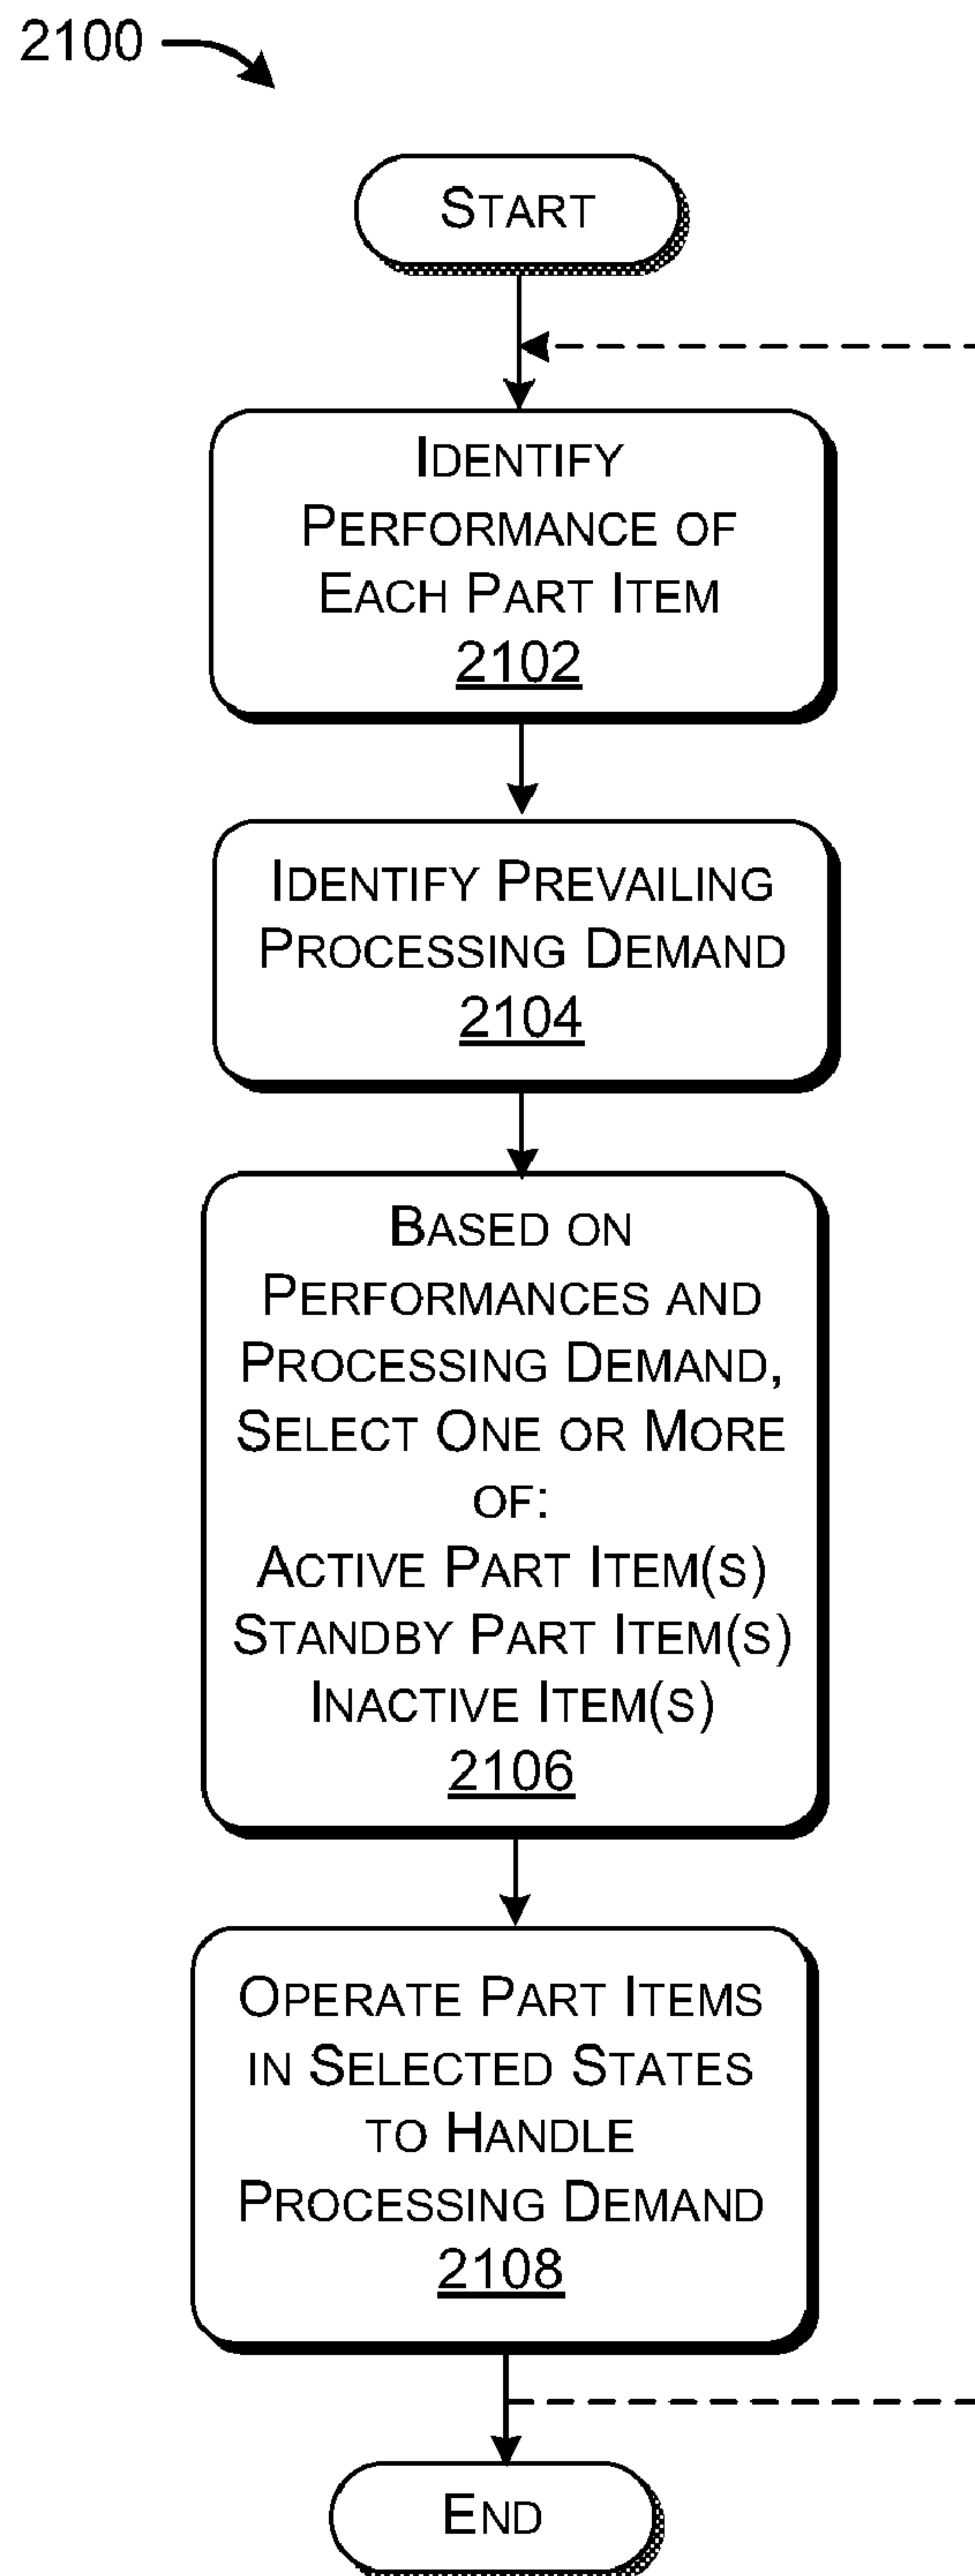 2100
START
IDENTIFY
PERFORMANCE OF
EACH PART ITEM
2102
IDENTIFY PREVAILING
PROCESSING DEMAND
2104
BASED ON
PERFORMANCES AND
PROCESSING DEMAND,
SELECT ONE OR MORE
OF:
ACTIVE PART ITEM(S)
STANDBY PART ITEM(S)
INACTIVE ITEM(S)
2106
OPERATE PART ITEMS
IN SELECTED STATES
TO HANDLE
PROCESSING DEMAND
2108
END